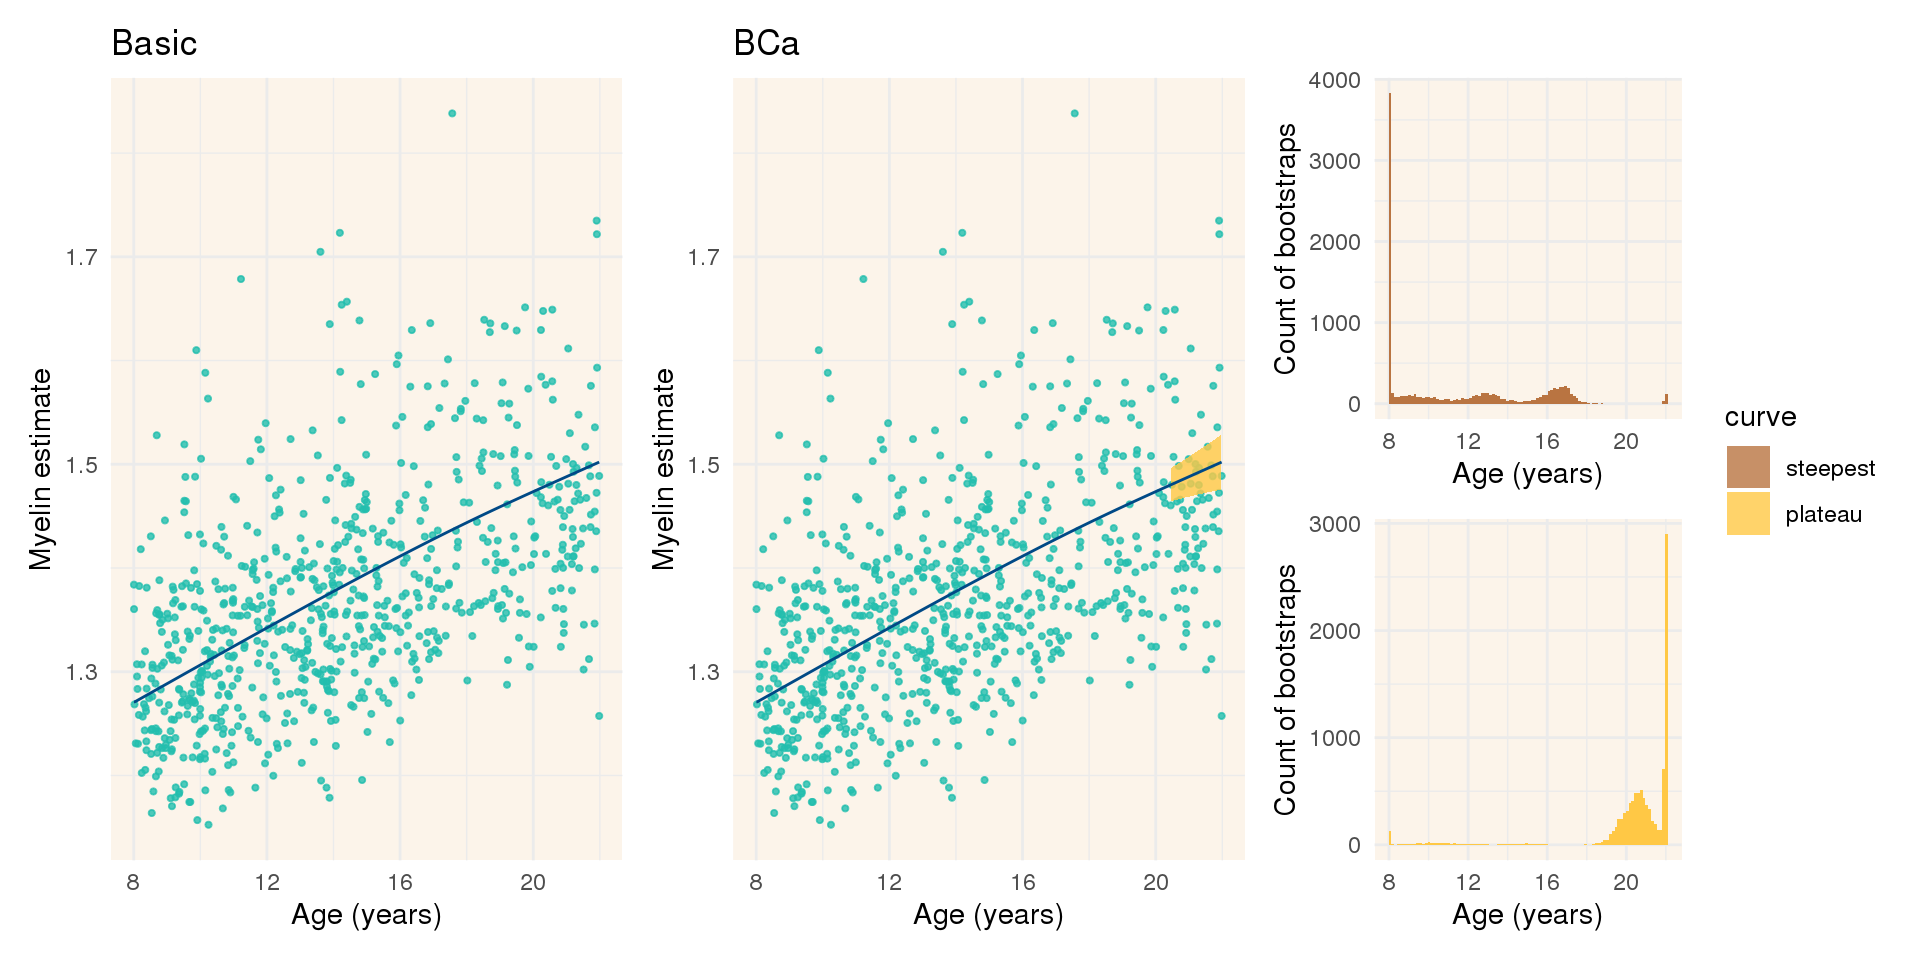 Basic
Myelin estimate
1.7
1.5
1.3
8 12 16 20
Age (years)
BCa
Myelin estimate
1.7
1.5
1.3
8 12 16 20
Age (years)
Count of bootstraps
4000
3000
2000
1000
0
8 12 16 20
Age (years)
Count of bootstraps
3000
2000
1000
0
8 12 16 20
Age (years)
curve
steepest
plateau